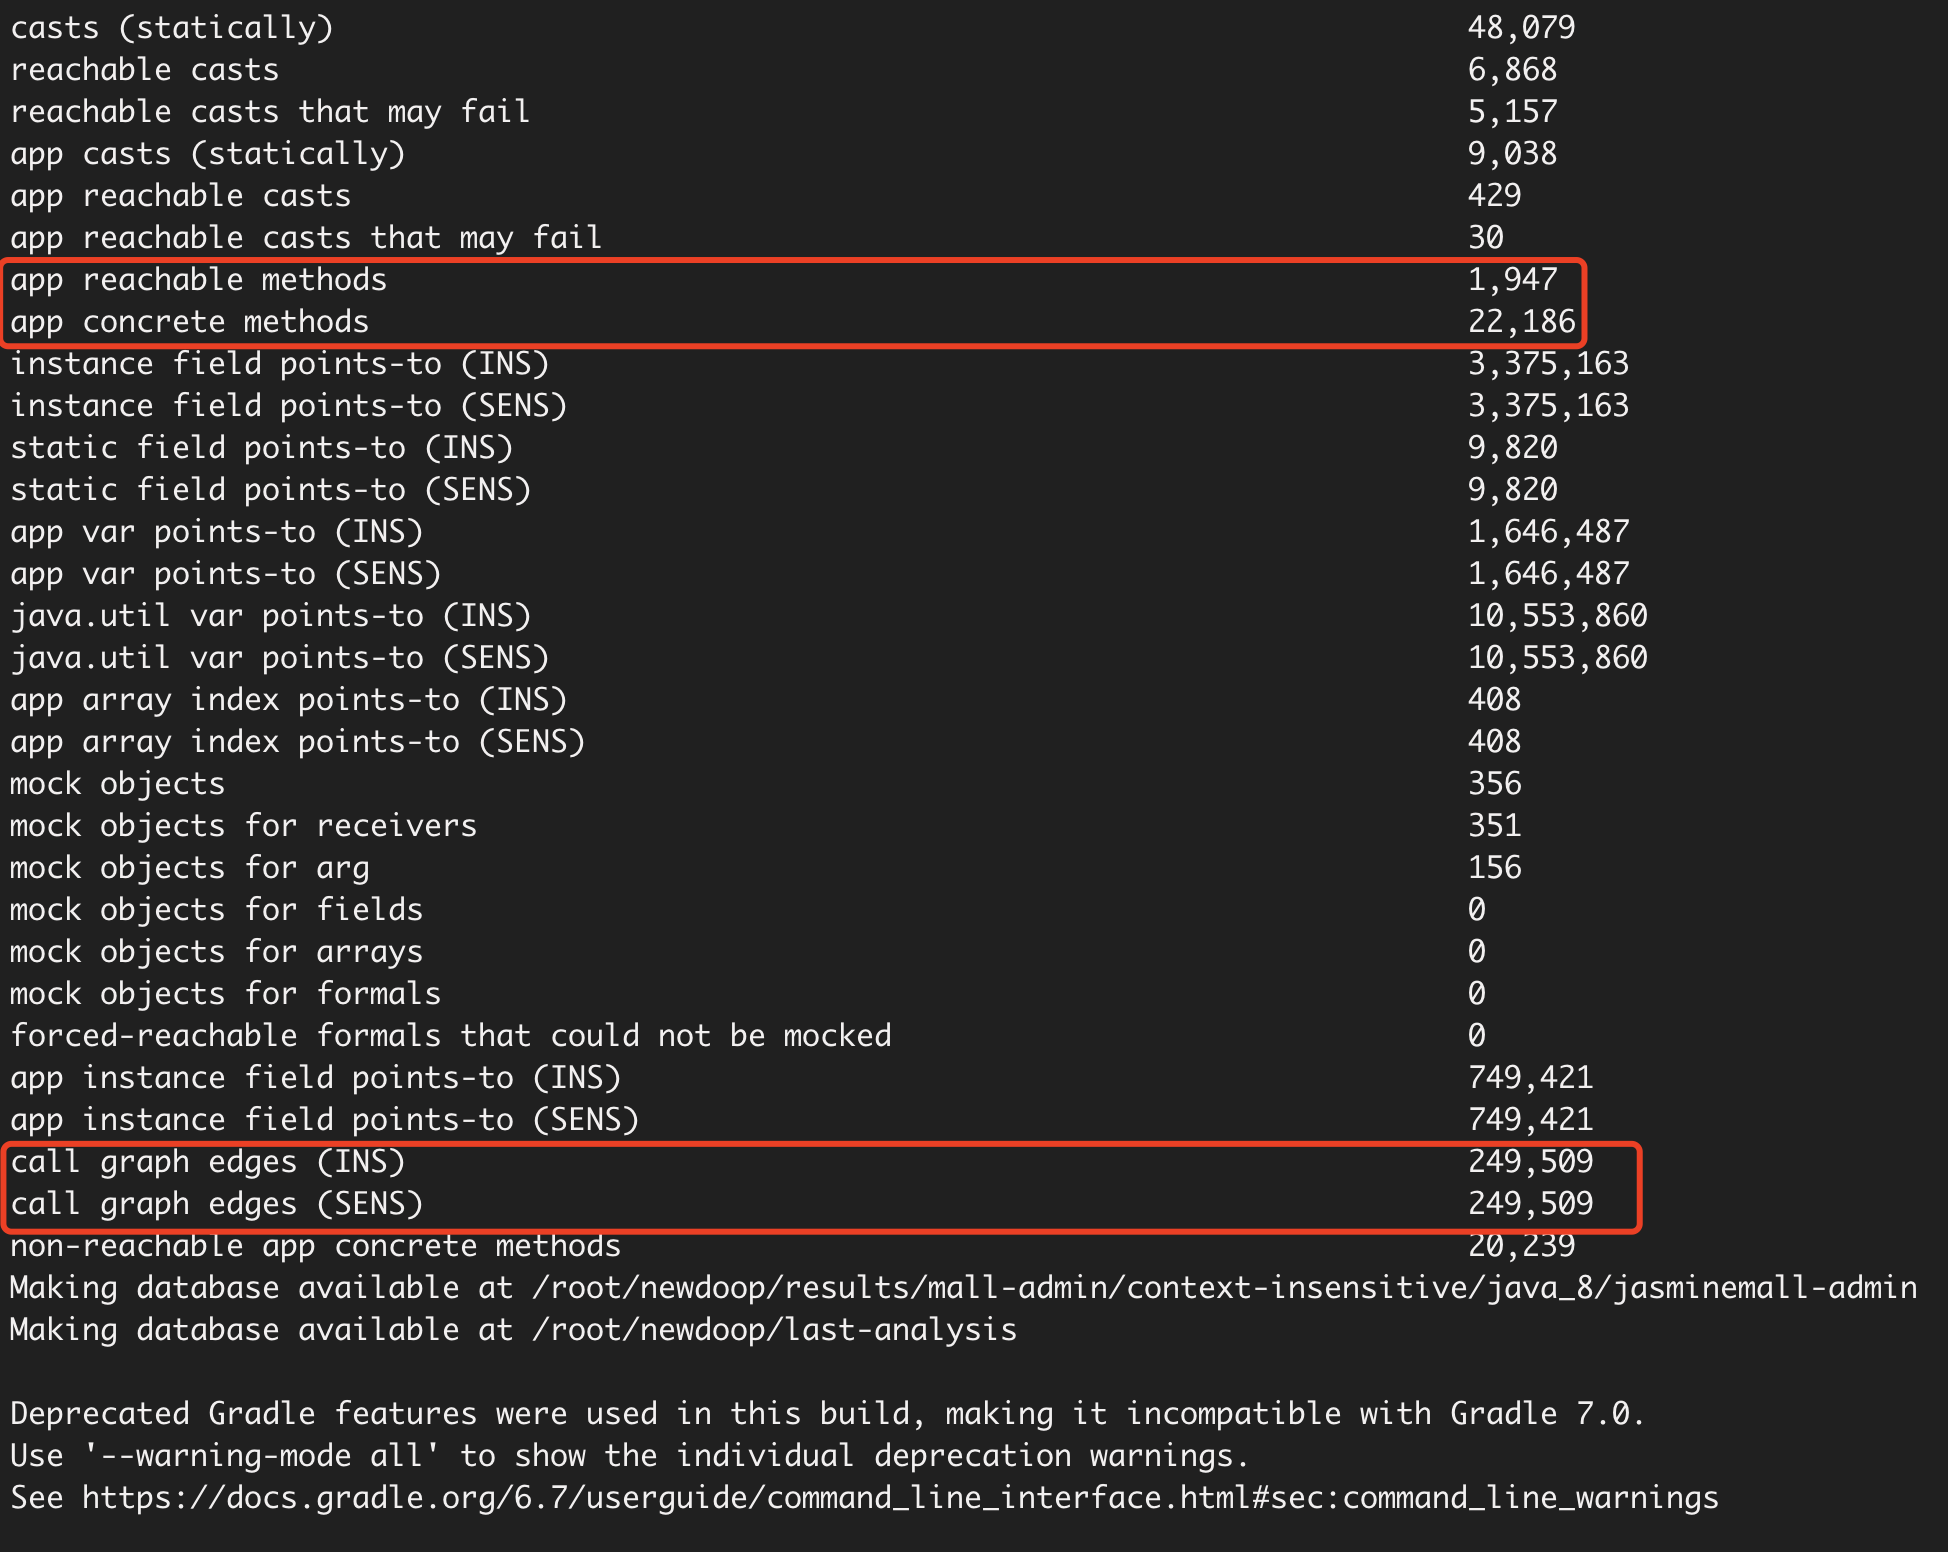 casts (statically) 48,079
reachable casts 6,868
reachable casts that may fail 5,157
app casts (statically) 9,038
app reachable casts 429
app reachable casts that may fail 30
app reachable methods 1,947
app concrete methods 22,186
instance field points-to (INS) 3,375,163
instance field points-to (SENS) 3,375,163
static field points-to (INS) 9,820
static field points-to (SENS) 9,820
app var points-to (INS) 1,646,487
app var points-to (SENS) 1,646,487
java.util var points-to (INS) 10,553,860
java.util var points-to (SENS) 10,553,860
app array index points-to (INS) 408
app array index points-to (SENS) 408
mock objects 356
mock objects for receivers 351
mock objects for arg 156
mock objects for fields 0
mock objects for arrays 0
mock objects for formals 0
forced-reachable formals that could not be mocked 0
app instance field points-to (INS) 749,421
app instance field points-to (SENS) 749,421
call graph edges (INS) 249,509
call graph edges (SENS) 249,509
non-reachable app concrete methods 20,239
Making database available at /root/newdoop/results/mall-admin/context-insensitive/java_8/jasminemall-admin
Making database available at /root/newdoop/last-analysis
Deprecated Gradle features were used in this build, making it incompatible with Gradle 7.0.
Use '--warning-mode all' to show the individual deprecation warnings.
See https://docs.gradle.org/6.7/userguide/command_line_interface.html#sec:command_line_warnings